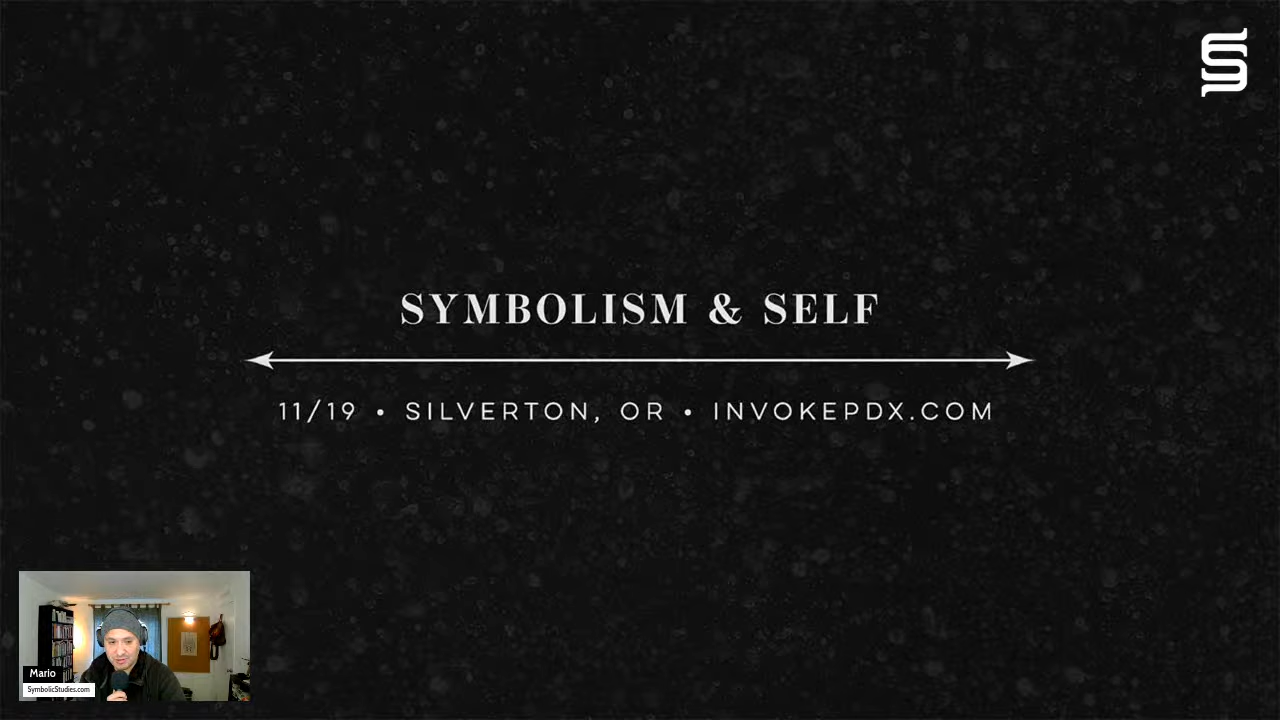 SYMBOLISM & SELF
11/19 • SILVERTON, OR • INVOKEPDX.COM
Mario
SymbolicStudies.com